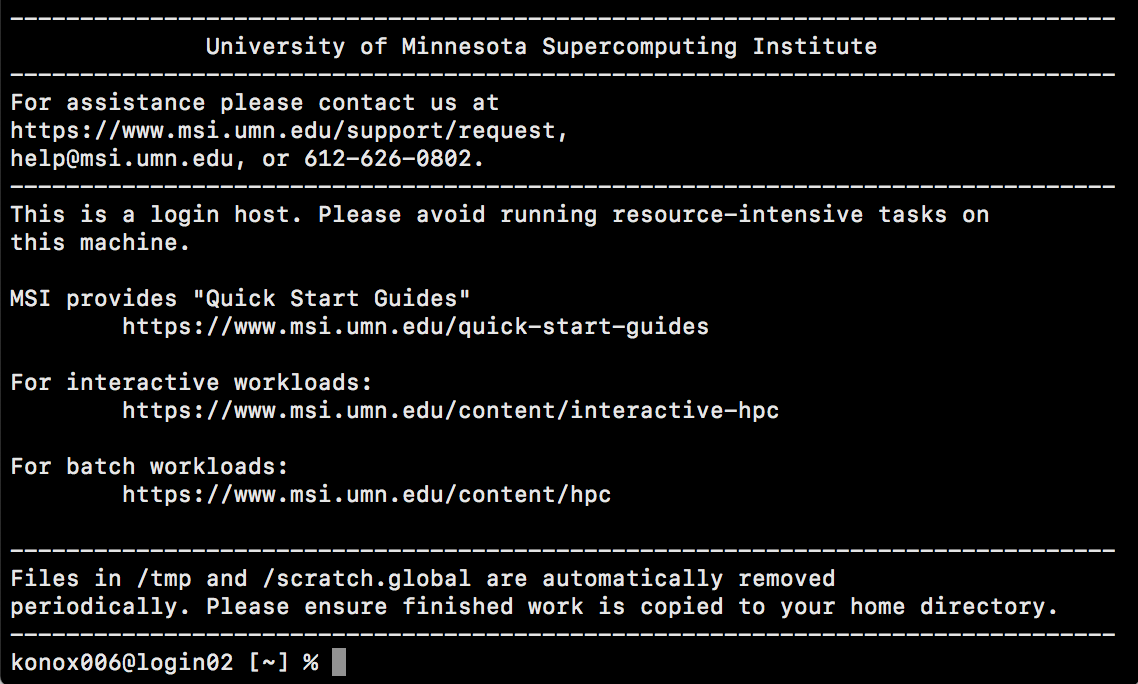 University of Minnesota Supercomputing Institute
For assistance please contact us at
https://www.msi.umn.edu/support/request,
help@msi.umn.edu, or 612-626-0802.
This is a login host. Please avoid running resource-intensive tasks on
this machine.
MSI provides "Quick Start Guides"
https://www.msi.umn.edu/quick-start-guides
For interactive workloads:
https://www.msi.umn.edu/content/interactive-hpc
For batch workloads:
https://www.msi.umn.edu/content/hpc
Files in /tmp and /scratch.global are automatically removed
periodically. Please ensure finished work is copied to your home directory.
konox006@login02 [~] %